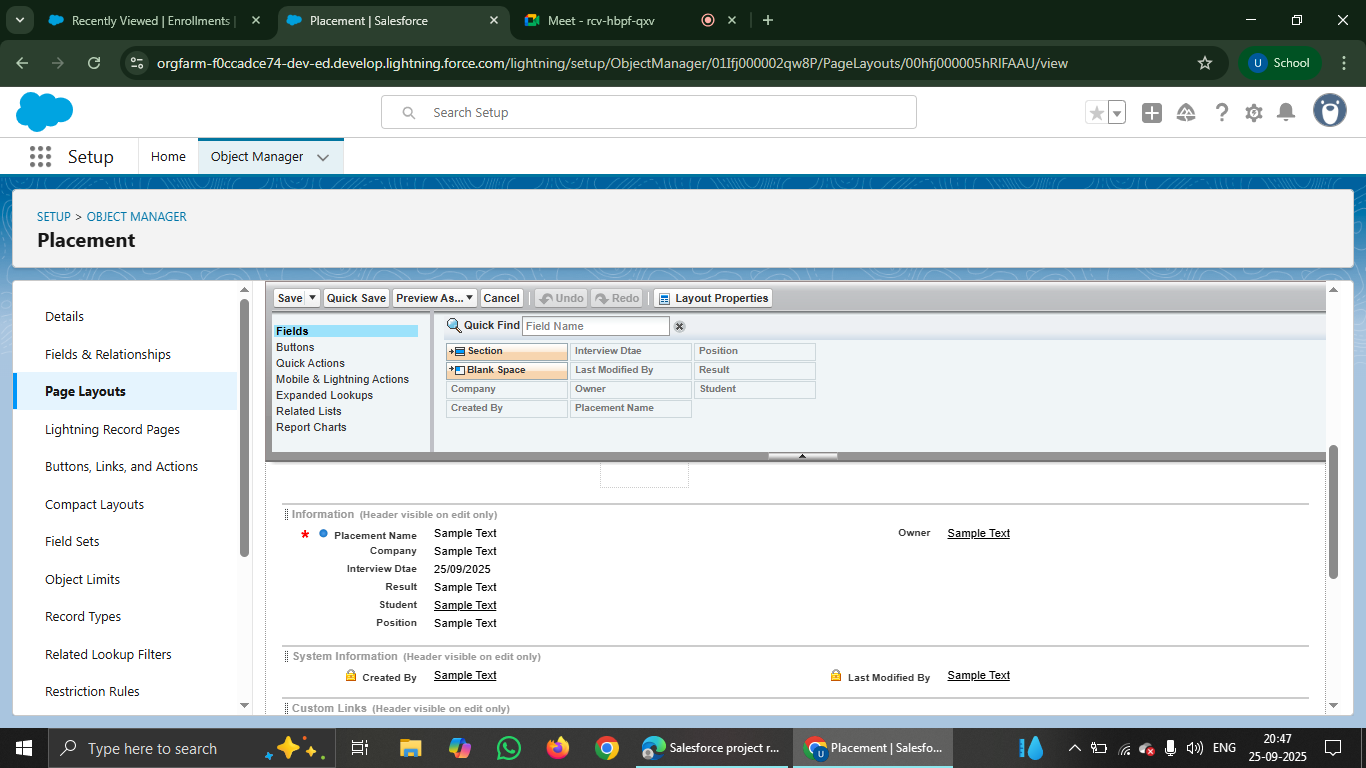 Recently Viewed | Enrollments |
Placement | Salesforce
Meet - rcv-hbpf-qxv
orgfarm-f0ccadce74-dev-ed.develop.lightning.force.com/lightning/setup/ObjectManager/01Ifj000002qw8P/PageLayouts/00hfj000005hRlFAAU/view
U School
Search Setup
Setup Home Object Manager
SETUP > OBJECT MANAGER
Placement
Details
Fields & Relationships
Page Layouts
Lightning Record Pages
Buttons, Links, and Actions
Compact Layouts
Field Sets
Object Limits
Record Types
Related Lookup Filters
Restriction Rules
Save Quick Save Preview As... Cancel Undo Redo Layout Properties
Fields
Buttons
Quick Actions
Mobile & Lightning Actions
Expanded Lookups
Related Lists
Report Charts
Quick Find Field Name
Section Interview Dtae Position
Blank Space Last Modified By Result
Company Owner Student
Created By Placement Name
Information (Header visible on edit only)
* Placement Name Sample Text Owner Sample Text
Company Sample Text
Interview Dtae 25/09/2025
Result Sample Text
Student Sample Text
Position Sample Text
System Information (Header visible on edit only)
Created By Sample Text Last Modified By Sample Text
Custom Links (Header visible on edit only)
Type here to search
Salesforce project r...
U Placement | Salesfo...
ENG
20:47
25-09-2025